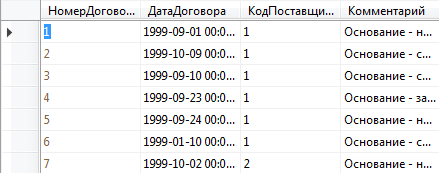 НомерДогово... ДатаДоговора КодПоставщи... Комментарий
1 1999-09-01 00:0... 1 Основание - н...
2 1999-10-09 00:0... 1 Основание - с...
3 1999-09-10 00:0... 1 Основание - с...
4 1999-09-23 00:0... 1 Основание - за...
5 1999-09-24 00:0... 1 Основание - н...
6 1999-01-10 00:0... 1 Основание - с...
7 1999-10-02 00:0... 2 Основание - н...